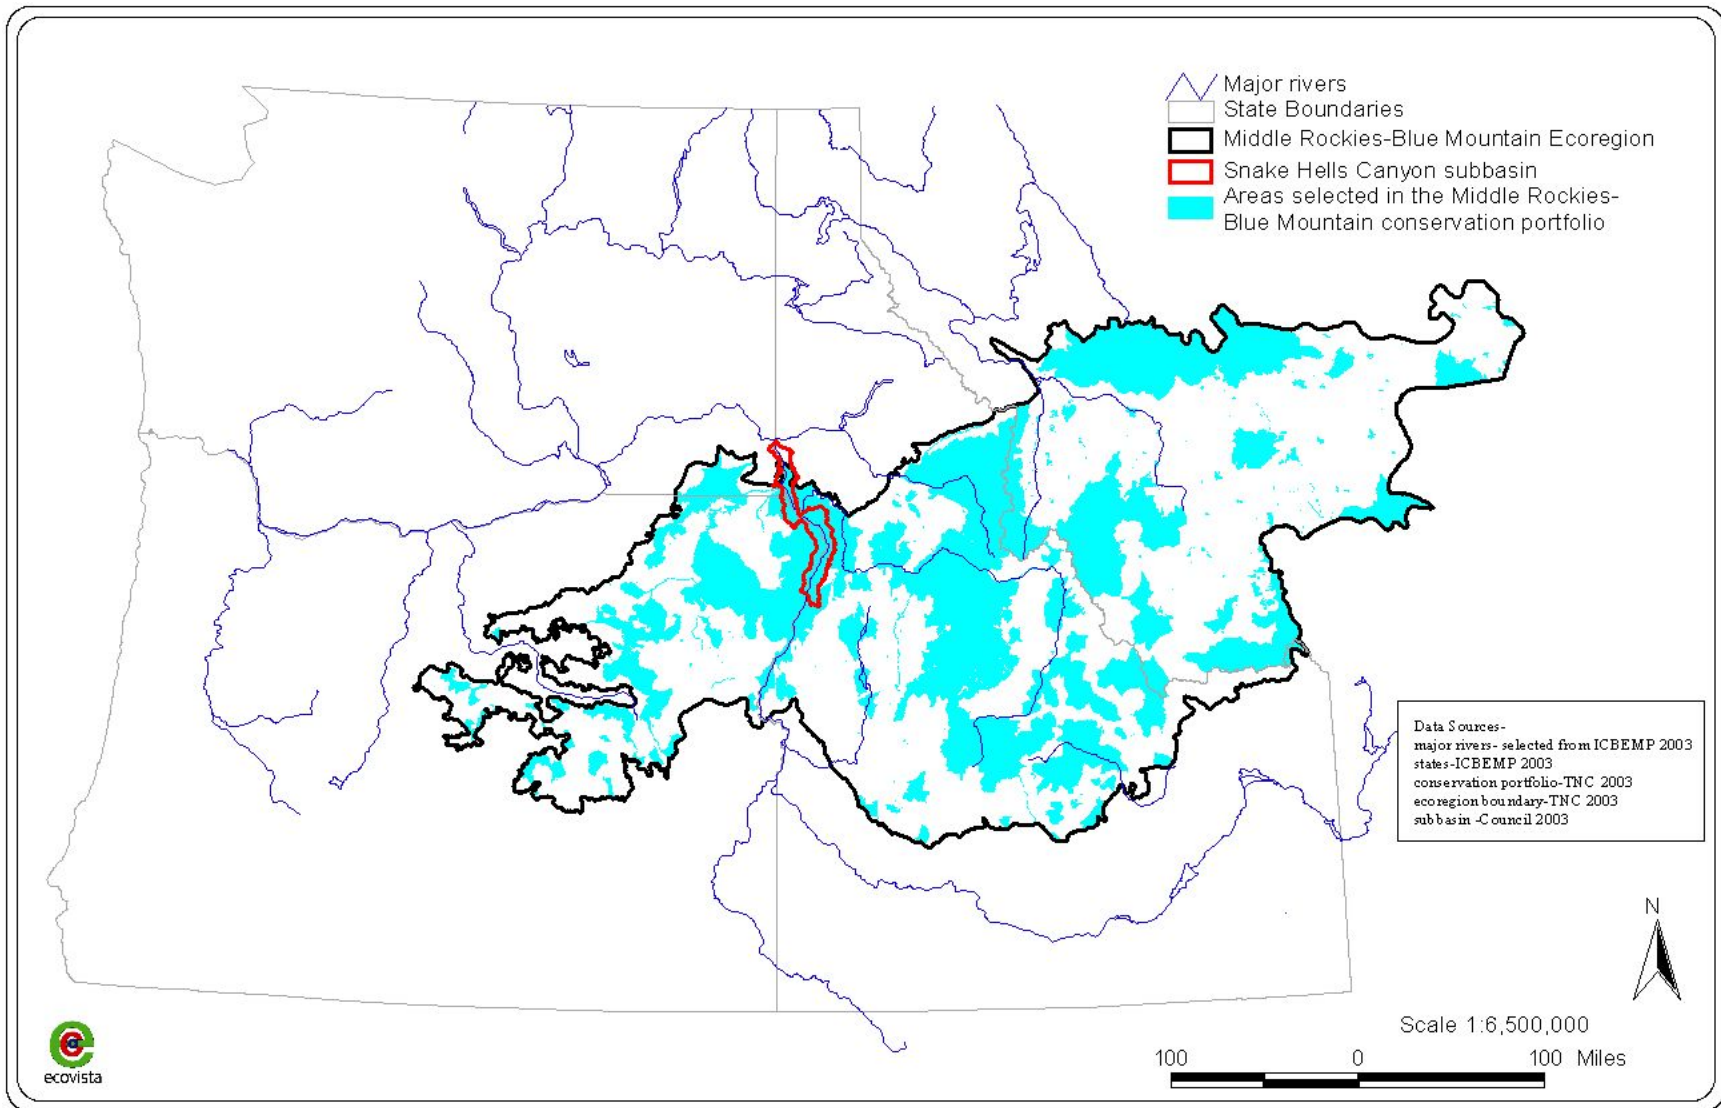 Major rivers
State Boundaries
Middle Rockies-Blue Mountain Ecoregion
Snake Hells Canyon subbasin
Areas selected in the Middle Rockies-
Blue Mountain conservation portfolio
Data Sources-
major rivers- selected from ICBEMP 2003
states-ICBEMP 2003
conservation portfolio-TNC 2003
ecoregion boundary-TNC 2003
subbasin -Council 2003
N
Scale 1:6,500,000
100 0 100 Miles
ecovista